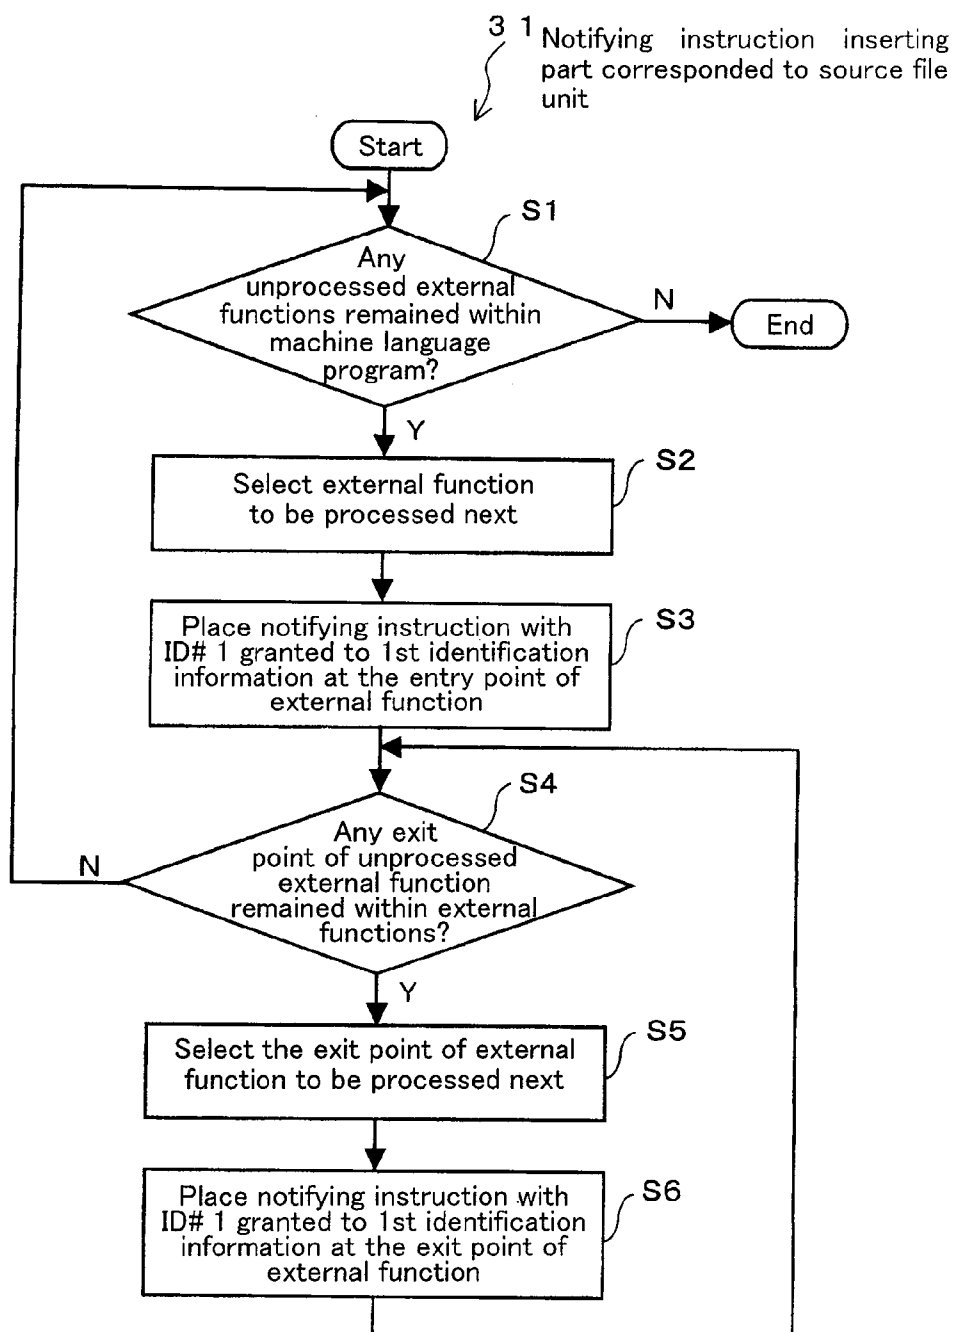 3 1
Notifying instruction inserting
part corresponded to source file
unit
Start
S1
Any
unprocessed external
functions remained within
machine language
program?
N
End
Y
S2
Select external function
to be processed next
S3
Place notifying instruction with
ID# 1 granted to 1st identification
information at the entry point of
external function
S4
Any exit
point of unprocessed
external function
remained within external
functions?
N
Y
S5
Select the exit point of external
function to be processed next
S6
Place notifying instruction with
ID# 1 granted to 1st identification
information at the exit point of
external function